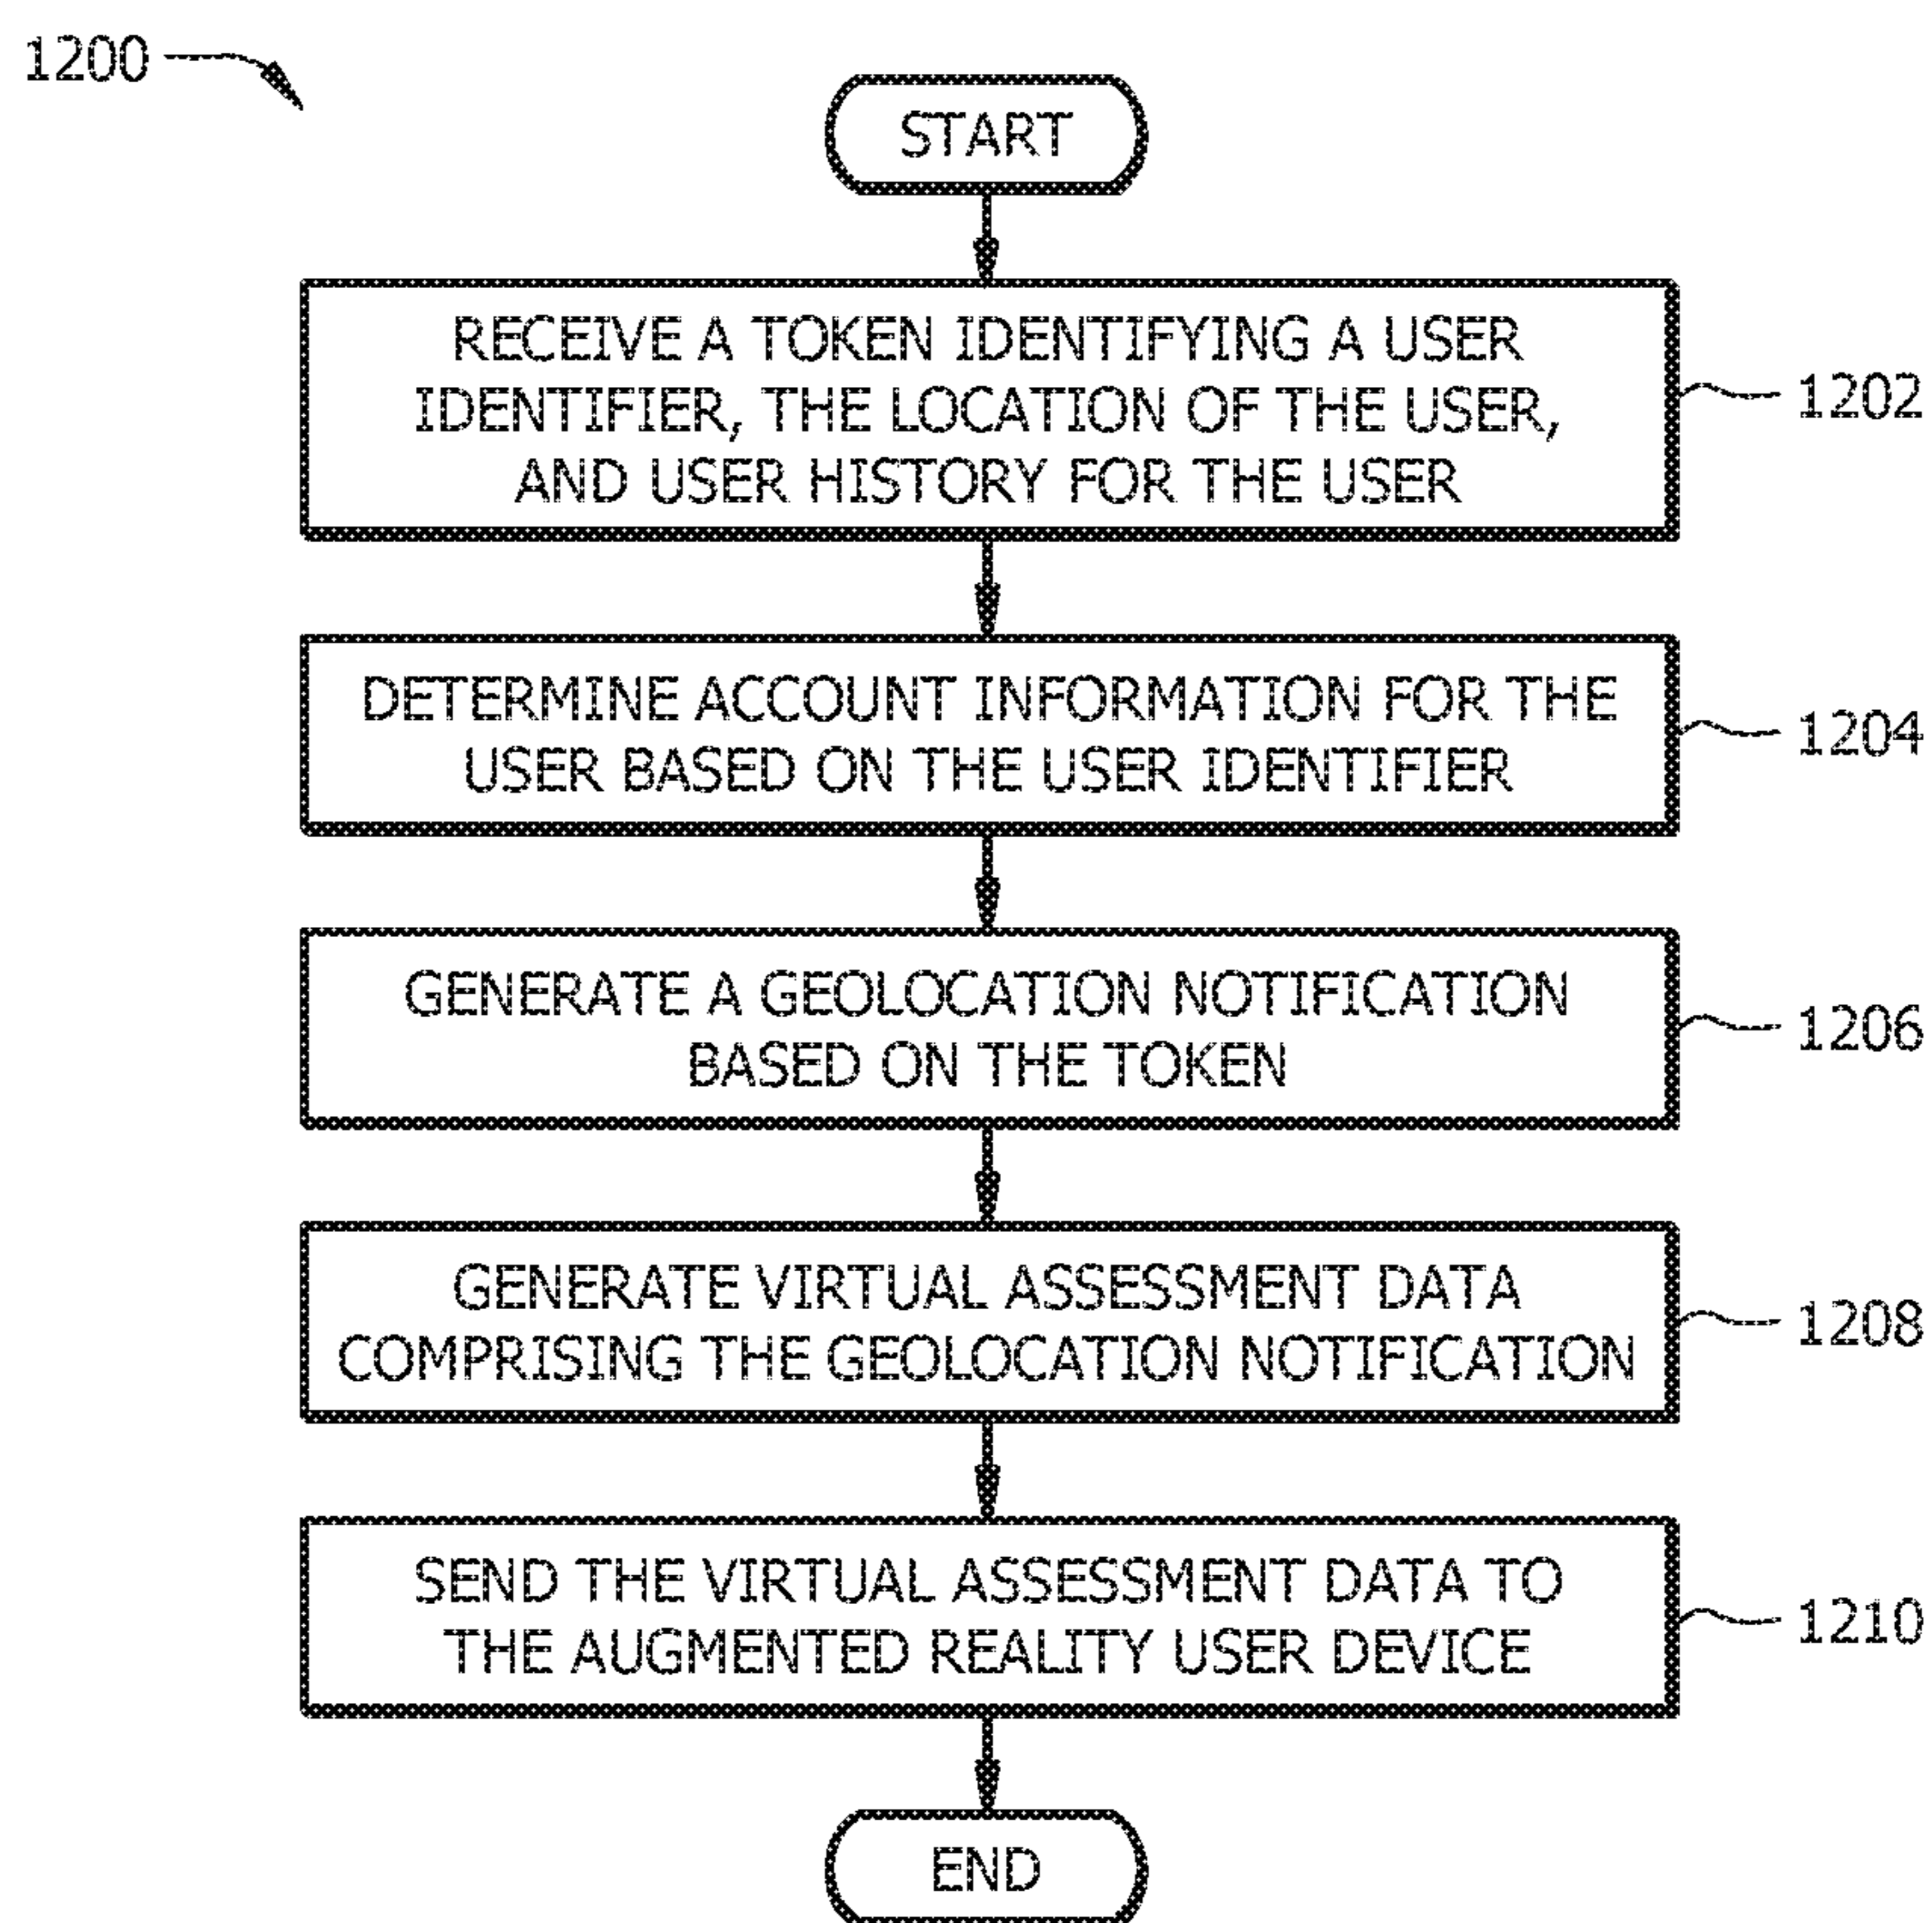 1200
START
RECEIVE A TOKEN IDENTIFYING A USER
IDENTIFIER, THE LOCATION OF THE USER,
AND USER HISTORY FOR THE USER
1202
DETERMINE ACCOUNT INFORMATION FOR THE
USER BASED ON THE USER IDENTIFIER
1204
GENERATE A GEOLOCATION NOTIFICATION
BASED ON THE TOKEN
1206
GENERATE VIRTUAL ASSESSMENT DATA
COMPRISING THE GEOLOCATION NOTIFICATION
1208
SEND THE VIRTUAL ASSESSMENT DATA TO
THE AUGMENTED REALITY USER DEVICE
1210
END